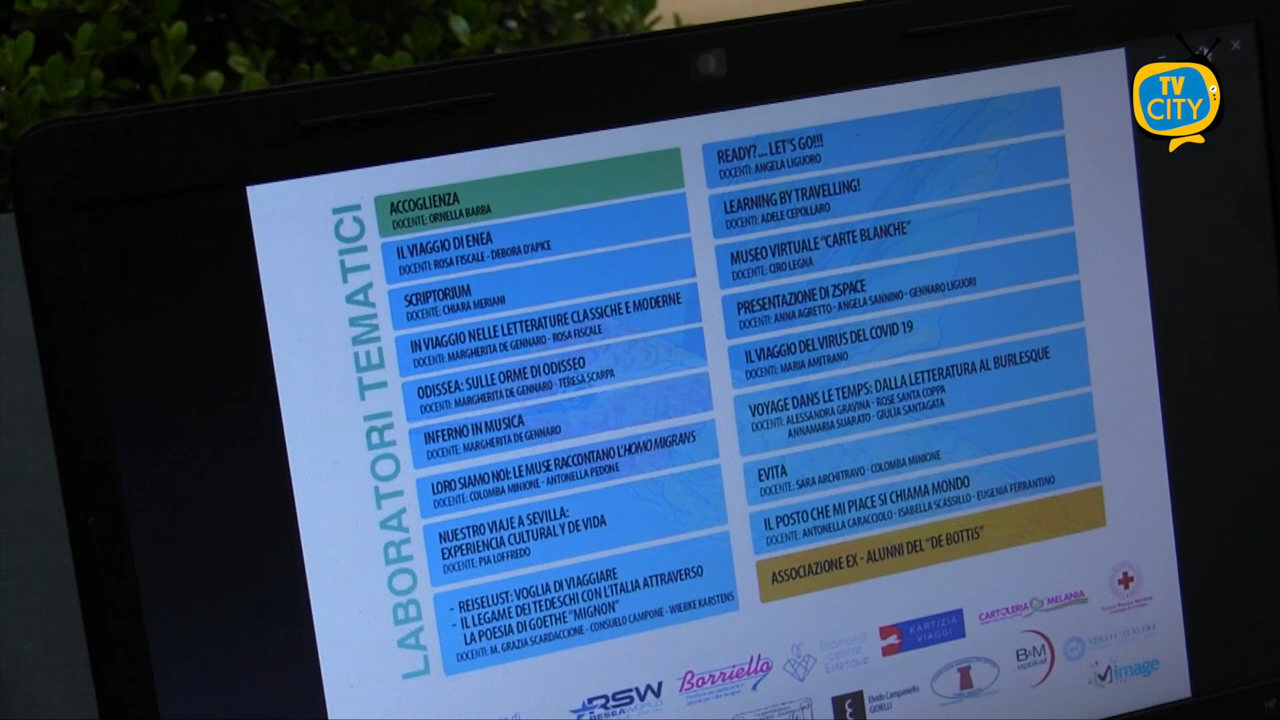 TV
CITY
LABORATORI TEMATICI
ACCOGLIENZA
DOCENTE: ORNELLA BARBA
IL VIAGGIO DI ENEA
DOCENTI: ROSA FISCALE - DEBORA D'APICE
SCRIPTORIUM
DOCENTE: CHIARA MERIANI
IN VIAGGIO NELLE LETTERATURE CLASSICHE E MODERNE
DOCENTI: MARGHERITA DE GENNARO - ROSA FISCALE
ODISSEA: SULLE ORME DI ODISSEO
DOCENTI: MARGHERITA DE GENNARO - TERESA SCARPA
INFERNO IN MUSICA
DOCENTE: MARGHERITA DE GENNARO
LORO SIAMO NOI: LE MUSE RACCONTANO L'HOMO MIGRANS
DOCENTE: COLOMBA MINIONE - ANTONELLA PEDONE
NUESTRO VIAJE A SEVILLA:
EXPERIENCIA CULTURAL Y DE VIDA
DOCENTE: PIA LOFFREDO
- REISELUST: VOGLIA DI VIAGGIARE
- IL LEGAME DEI TEDESCHI CON L'ITALIA ATTRAVERSO
LA POESIA DI GOETHE "MIGNON"
DOCENTI: M. GRAZIA SCARDACCIONE - CONSUELO CAMPONE - WIEBKE KARSTENS
READY?... LET'S GO!!!
DOCENTI: ANGELA LIGUORO
LEARNING BY TRAVELLING!
DOCENTI: ADELE CEPOLLARO
MUSEO VIRTUALE "CARTE BLANCHE"
DOCENTE: CIRO LEGNA
PRESENTAZIONE DI ZSPACE
DOCENTI: ANNA AGRETTO - ANGELA SANNINO - GENNARO LIGUORI
IL VIAGGIO DEL VIRUS DEL COVID 19
DOCENTI: MARIA AMITRANO
VOYAGE DANS LE TEMPS: DALLA LETTERATURA AL BURLESQUE
DOCENTI: ALESSANDRA GRAVINA - ROSE SANTA COPPA
ANNAMARIA SUARATO - GIULIA SANTAGATA
EVITA
DOCENTE: SARA ARCHITRAVO - COLOMBA MINIONE
IL POSTO CHE MI PIACE SI CHIAMA MONDO
DOCENTE: ANTONELLA CARACCIOLO - ISABELLA SCASSILLO - EUGENIA FERRANTINO
ASSOCIAZIONE EX - ALUNNI DEL "DE BOTTIS"
RSW
Borriello
KARTIZIA
VIAGGI
CARTOLERIA MELANIA
B&M
optikal
image
GIOIELLI